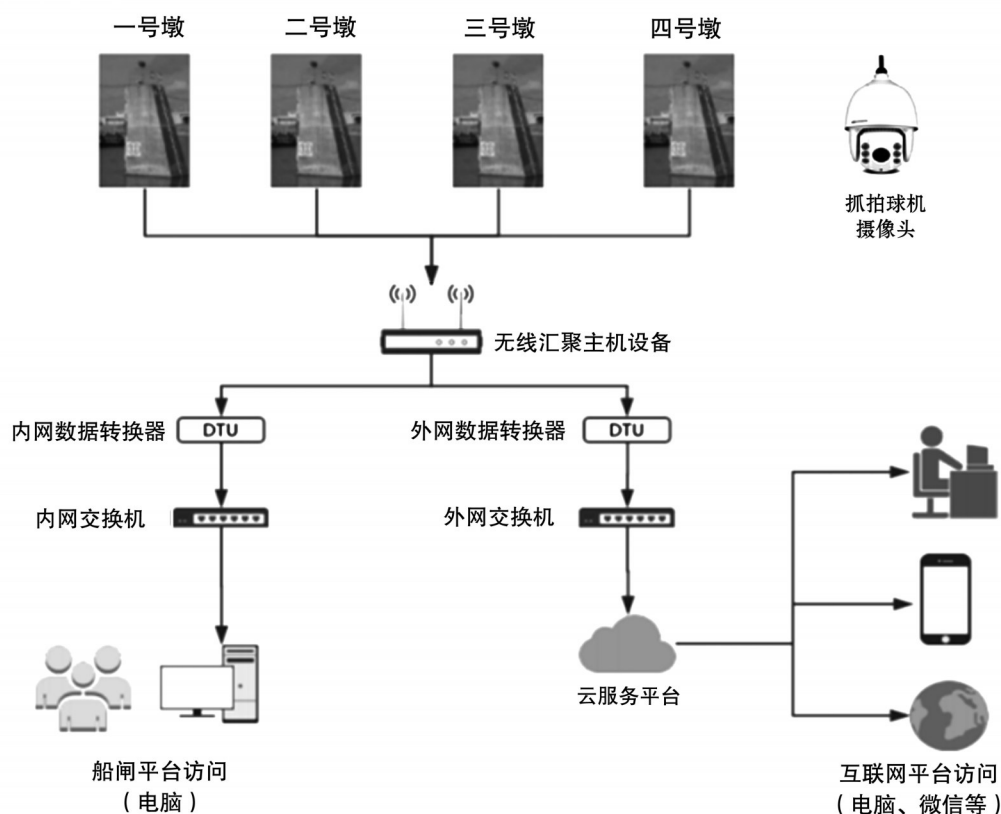 一号墩
二号墩
三号墩
四号墩
抓拍球机
摄像头
无线汇聚主机设备
内网数据转换器
DTU
外网数据转换器
DTU
内网交换机
外网交换机
云服务平台
船闸平台访问
（电脑）
互联网平台访问
（电脑、微信等）